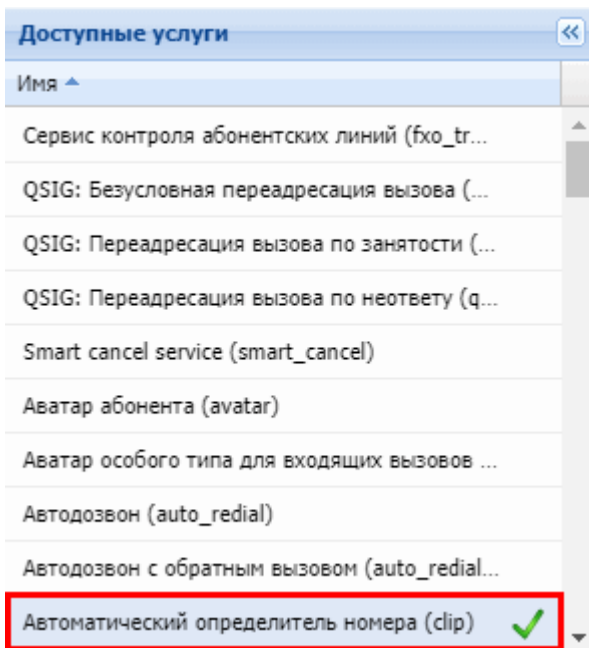 Доступные услуги
Имя
Сервис контроля абонентских линий (fxo_tr...
QSIG: Безусловная переадресация вызова (...
QSIG: Переадресация вызова по занятости (...
QSIG: Переадресация вызова по неответу (q...
Smart cancel service (smart_cancel)
Аватар абонента (avatar)
Аватар особого типа для входящих вызовов ...
Автодозвон (auto_redial)
Автодозвон с обратным вызовом (auto_redial...
Автоматический определитель номера (clip)